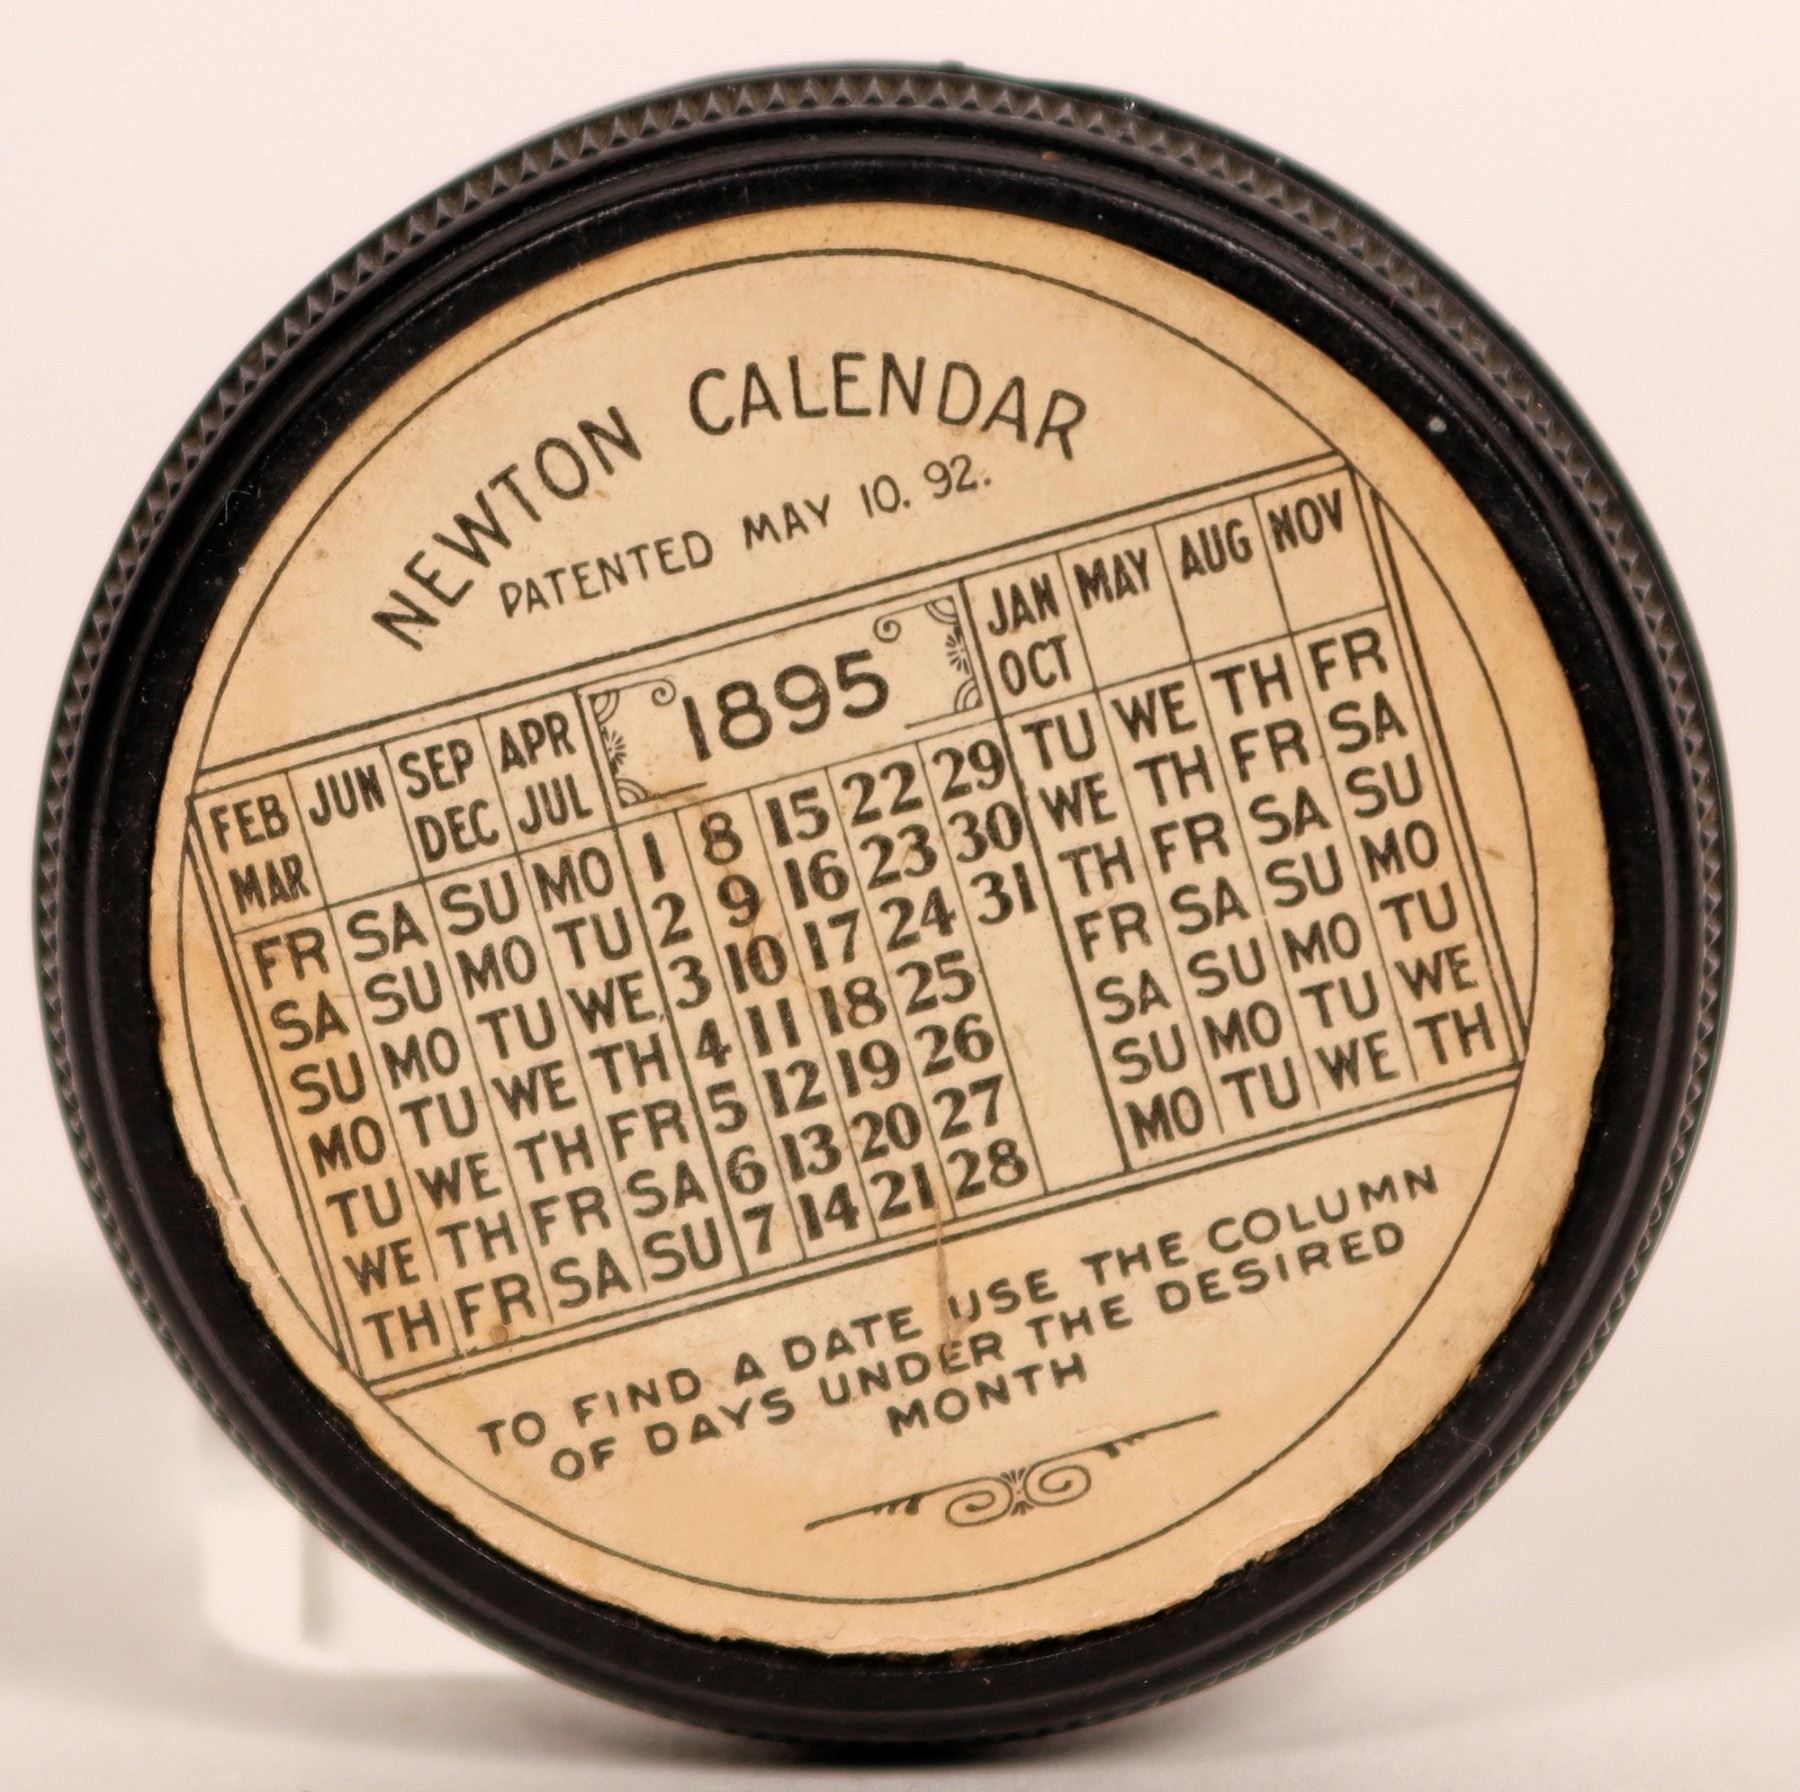 NEWTON CALENDAR
PATENTED MAY 10. 92.
FEB JUN SEP APR 1895 JAN MAY AUG NOV
MAR DEC JUL OCT
FR SA SU MO 1 8 15 22 29 TU WE TH FR
SA SU MO TU 2 9 16 23 30 WE TH FR SA
SU MO TU WE 3 10 17 24 31 TH FR SA SU
MO TU WE TH 4 11 18 25 FR SA SU MO
TU WE TH FR 5 12 19 26 SA SU MO TU
WE TH FR SA 6 13 20 27 SU MO TU WE
TH FR SA SU 7 14 21 28 MO TU WE TH
TO FIND A DATE USE THE COLUMN
OF DAYS UNDER THE DESIRED
MONTH